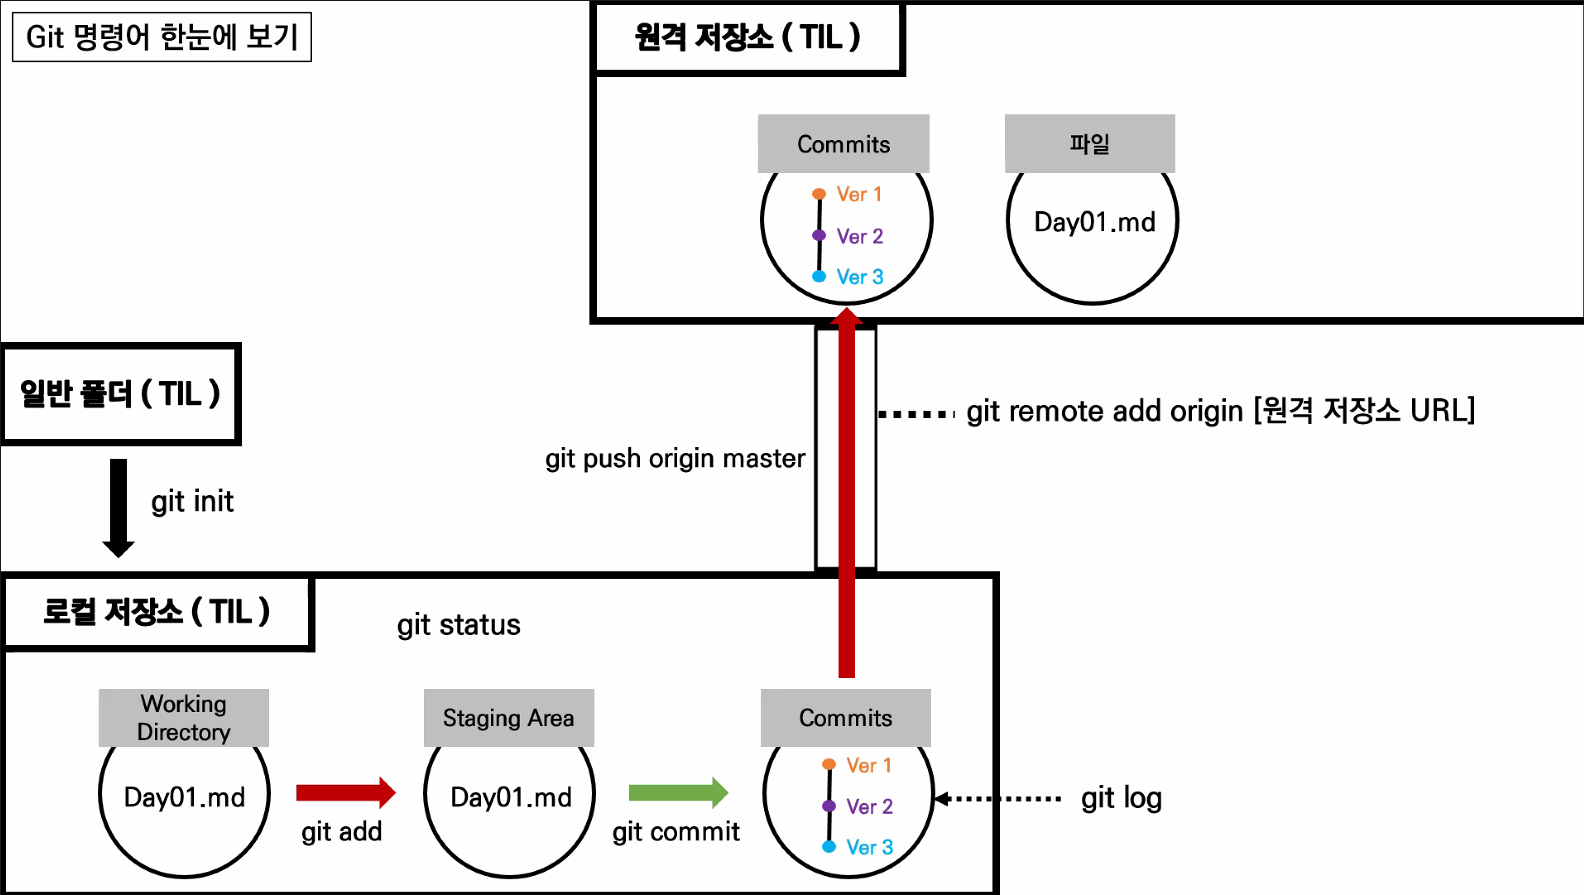 Git 명령어 한눈에 보기
원격 저장소 ( TIL )
Commits
Ver 1
Ver 2
Ver 3
파일
Day01.md
일반 폴더 ( TIL )
git init
git push origin master
git remote add origin [원격 저장소 URL]
로컬 저장소 ( TIL )
git status
Working
Directory
Day01.md
git add
Staging Area
Day01.md
git commit
Commits
Ver 1
Ver 2
Ver 3
git log